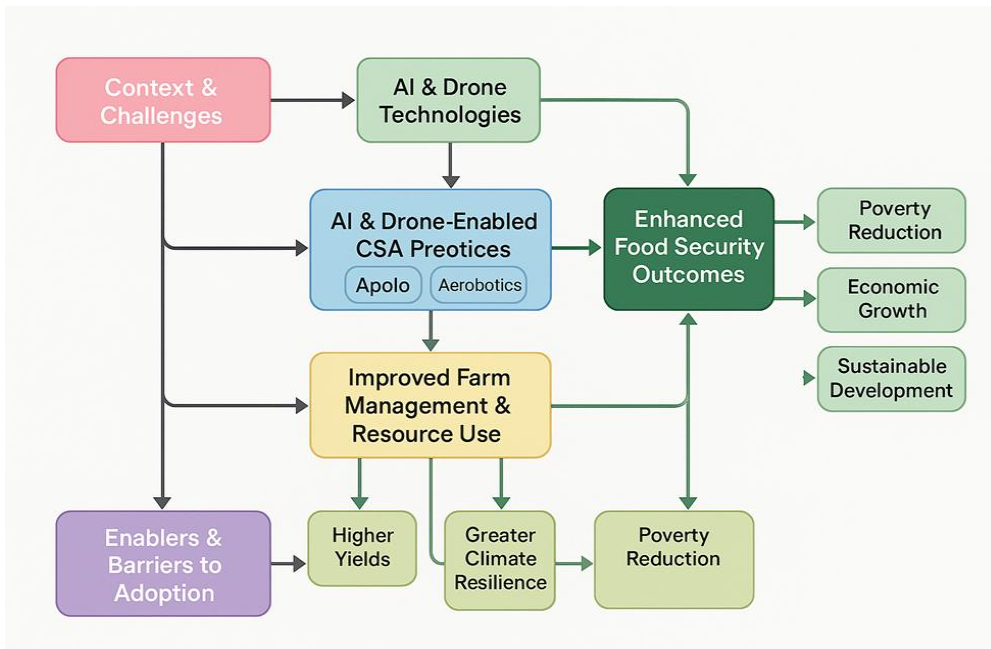 Context &
Challenges
AI & Drone
Technologies
AI & Drone-Enabled
CSA Preotices
Apolo
Aerobotics
Enhanced
Food Security
Outcomes
Poverty
Reduction
Economic
Growth
Sustainable
Development
Improved Farm
Management &
Resource Use
Enablers &
Barriers to
Adoption
Higher
Yields
Greater
Climate
Resilience
Poverty
Reduction